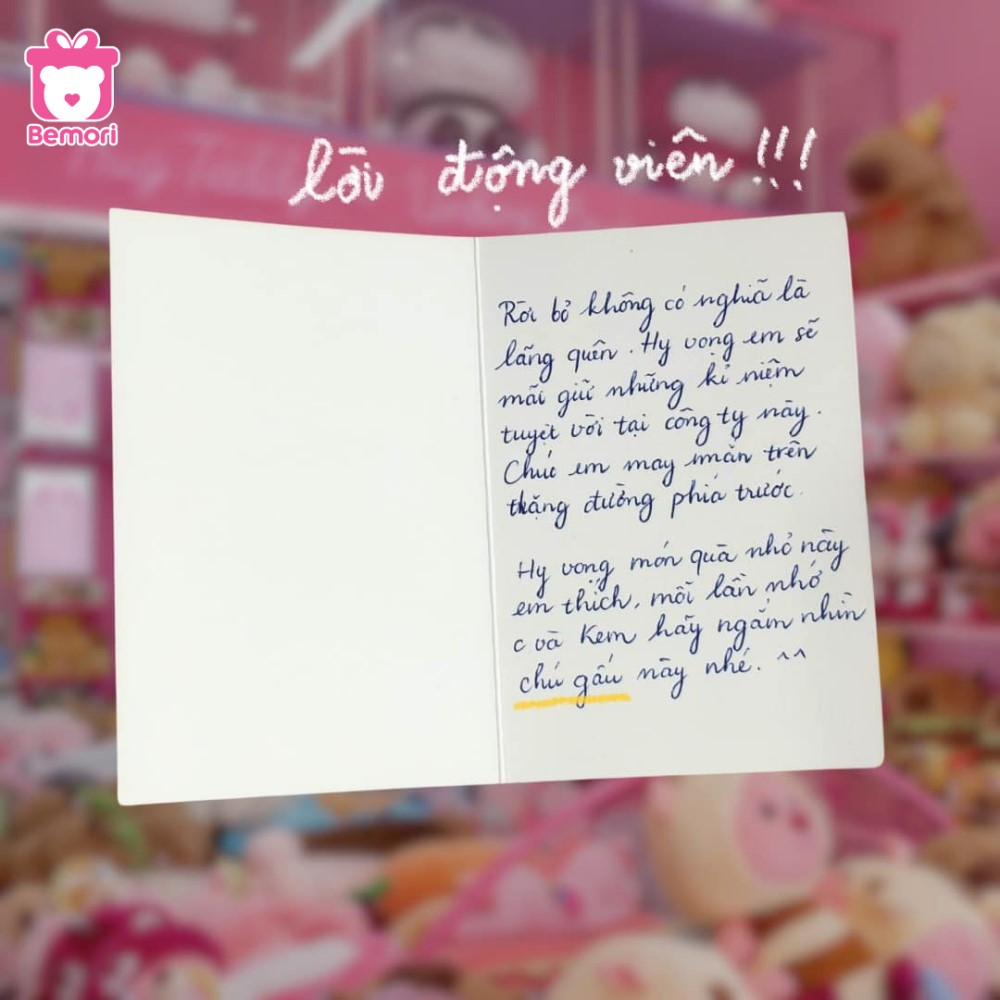 Bemori
lời động viên!!!
Rời bỏ không có nghĩa là
lãng quên. Hy vọng em sẽ
mãi giữ những kỉ niệm
tuyệt vời tại công ty này.
Chúc em may mắn trên
chặng đường phía trước.
Hy vọng món quà nhỏ này
em thích, mỗi lần nhớ
c và Kem hãy ngắm nhìn
chú gấu này nhé. ^^